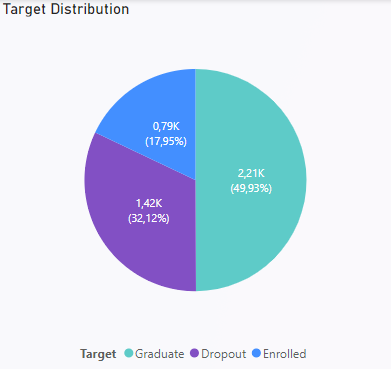 Target Distribution
0,79K
(17,95%)
2,21K
(49,93%)
1,42K
(32,12%)
Target Graduate Dropout Enrolled